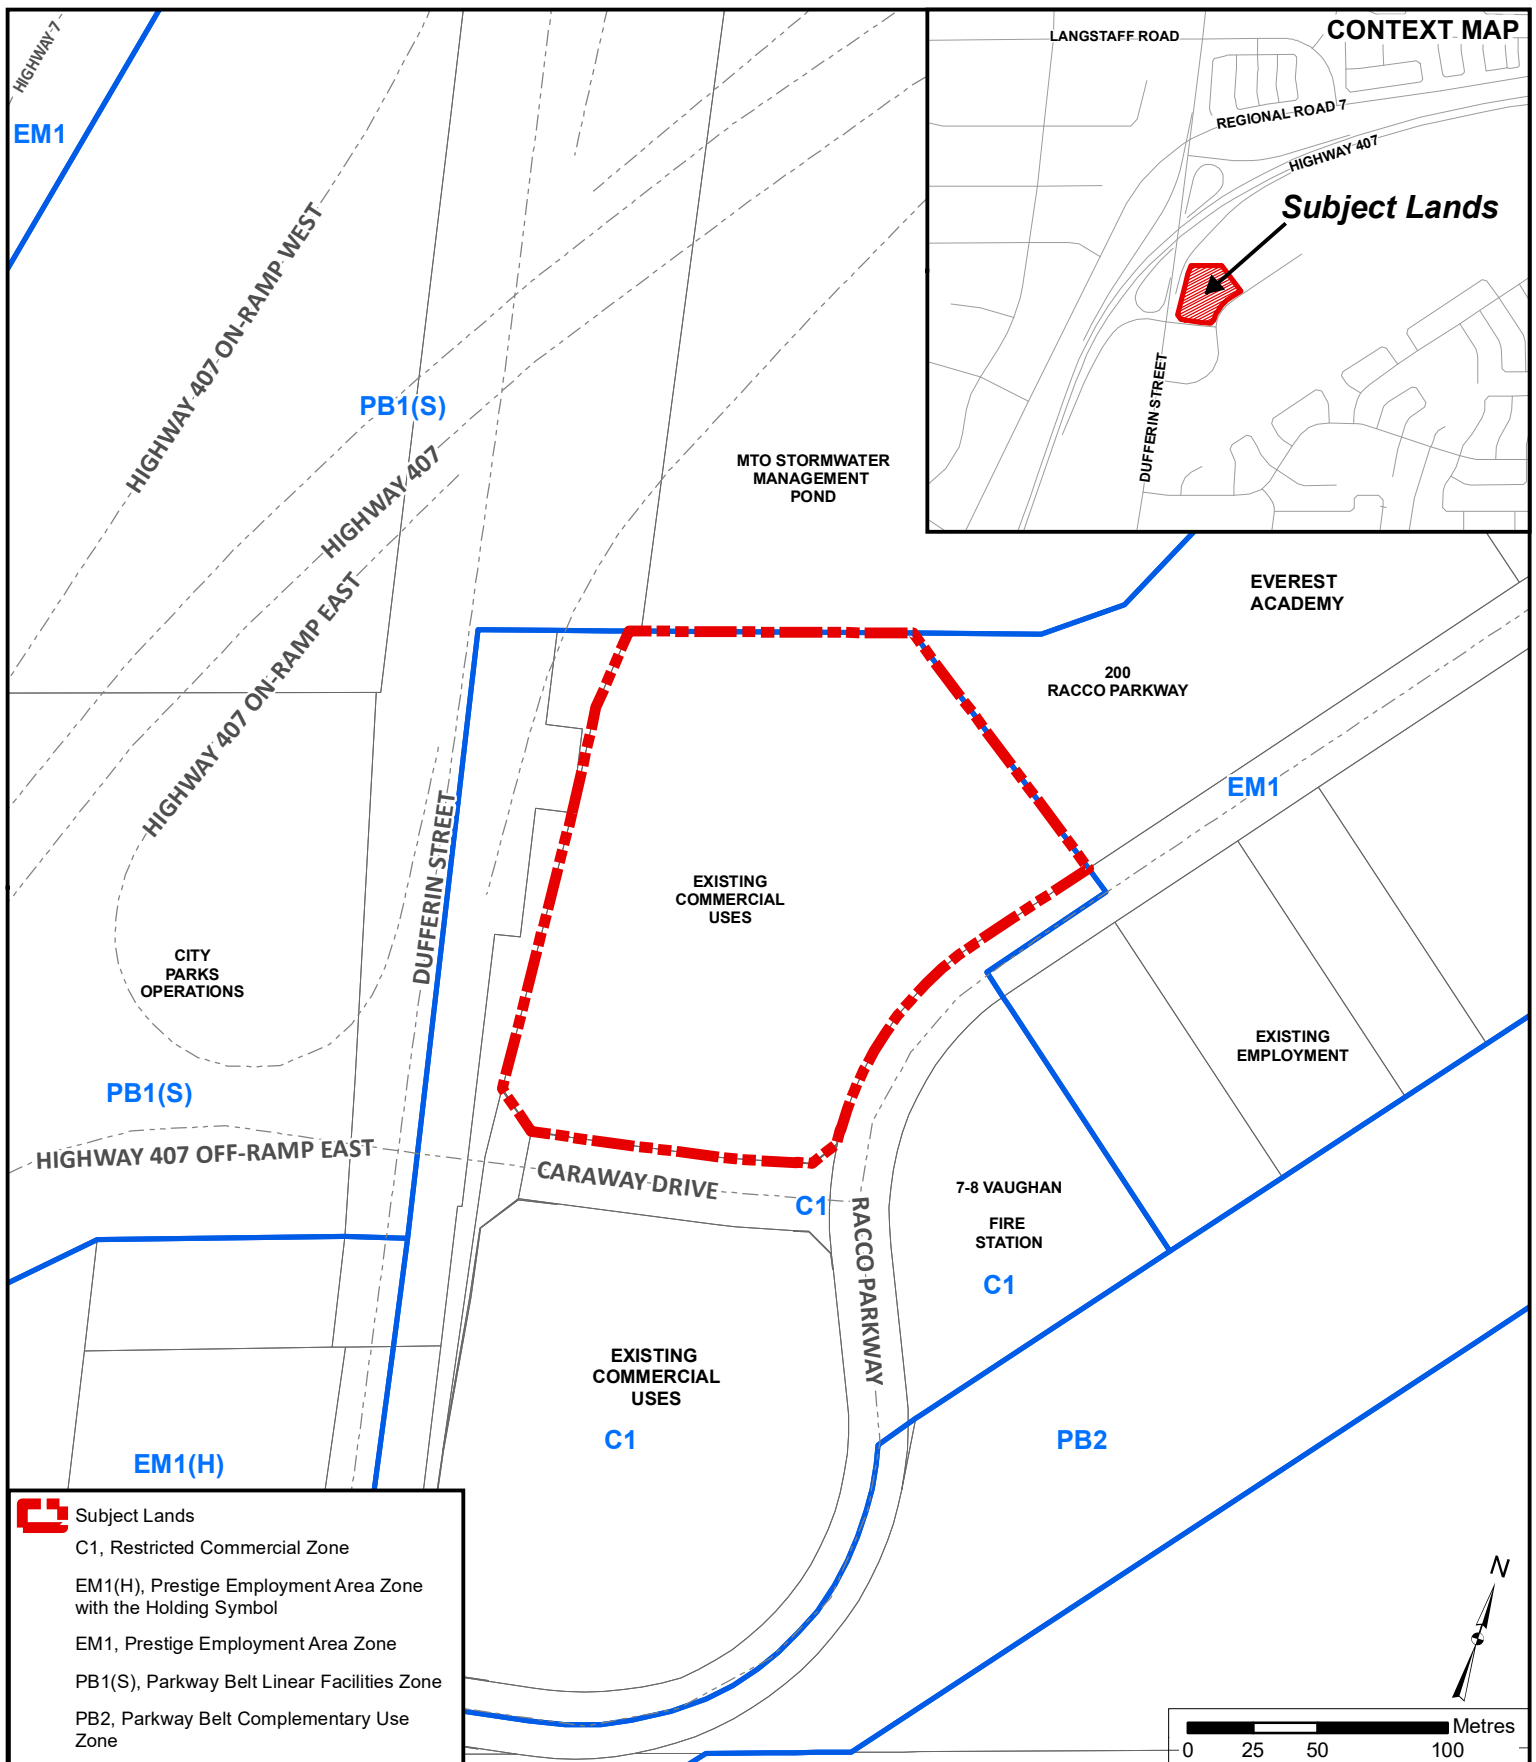 HIGHWAY 7
EM1
CONTEXT MAP
LANGSTAFF ROAD
REGIONAL ROAD 7
HIGHWAY 407
Subject Lands
DUFFERIN STREET
HIGHWAY 407 ON-RAMP WEST
PB1(S)
HIGHWAY 407
MTO STORMWATER
MANAGEMENT
POND
EVEREST
ACADEMY
HIGHWAY 407 ON-RAMP EAST
200
RACCO PARKWAY
EM1
DUFFERIN STREET
EXISTING
COMMERCIAL
USES
CITY
PARKS
OPERATIONS
EXISTING
EMPLOYMENT
PB1(S)
HIGHWAY 407 OFF-RAMP EAST
CARAWAY DRIVE
C1
RACCO PARKWAY
7-8 VAUGHAN
FIRE
STATION
C1
EXISTING
COMMERCIAL
USES
C1
PB2
EM1(H)
Subject Lands
C1, Restricted Commercial Zone
EM1(H), Prestige Employment Area Zone
with the Holding Symbol
EM1, Prestige Employment Area Zone
PB1(S), Parkway Belt Linear Facilities Zone
PB2, Parkway Belt Complementary Use
Zone
N
Metres
0 25 50 100